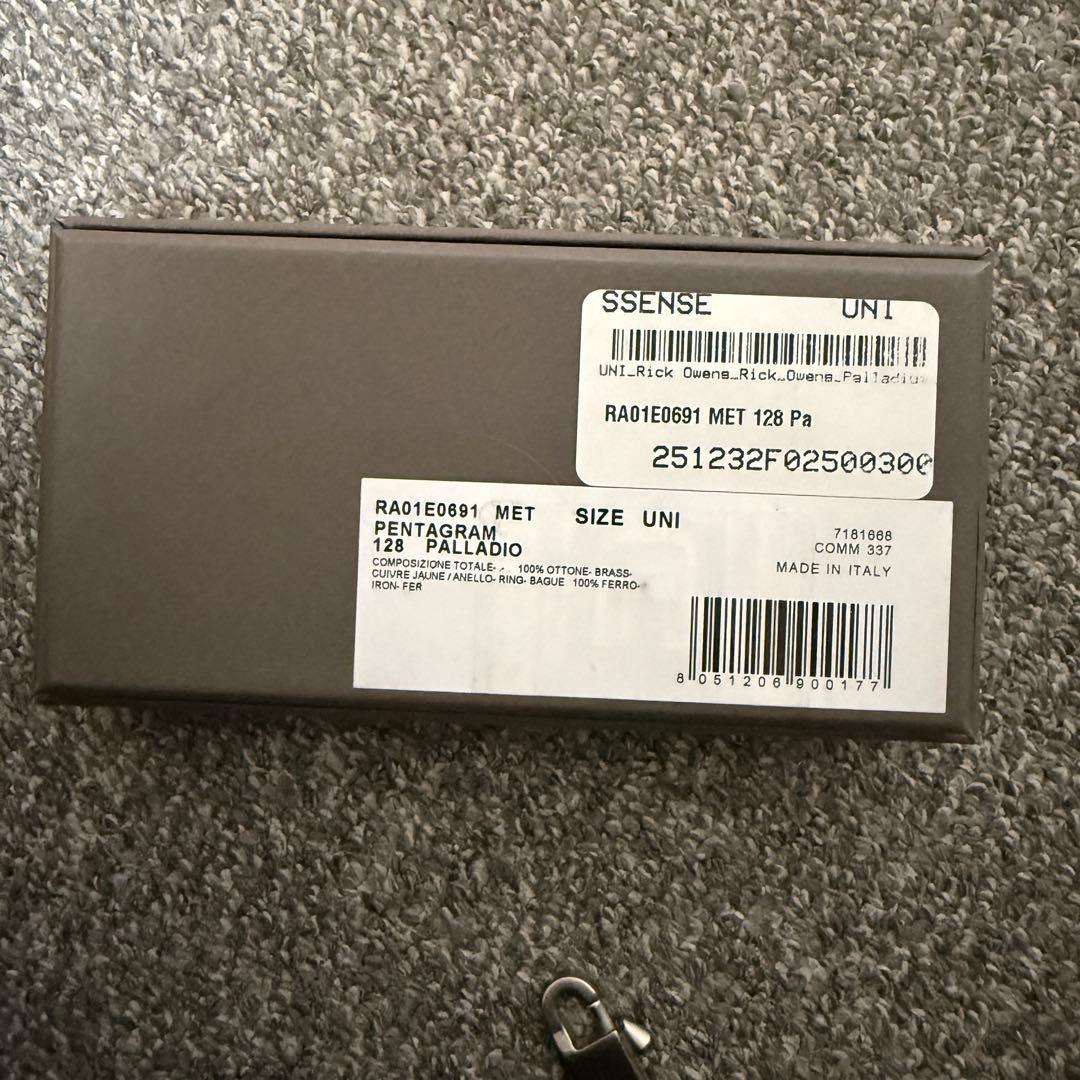 SSENSE UNI
UNI_Rick Owens_Rick_Owens_Palladiu
RA01E0691 MET 128 Pa
251232F02500300
RA01E0691 MET SIZE UNI
PENTAGRAM
128 PALLADIO
COMPOSIZIONE TOTALE- 100% OTTONE- BRASS-
CUIVRE JAUNE / ANELLO- RING- BAGUE 100% FERRO-
IRON- FER
7181668
COMM 337
MADE IN ITALY
8 051206 900177